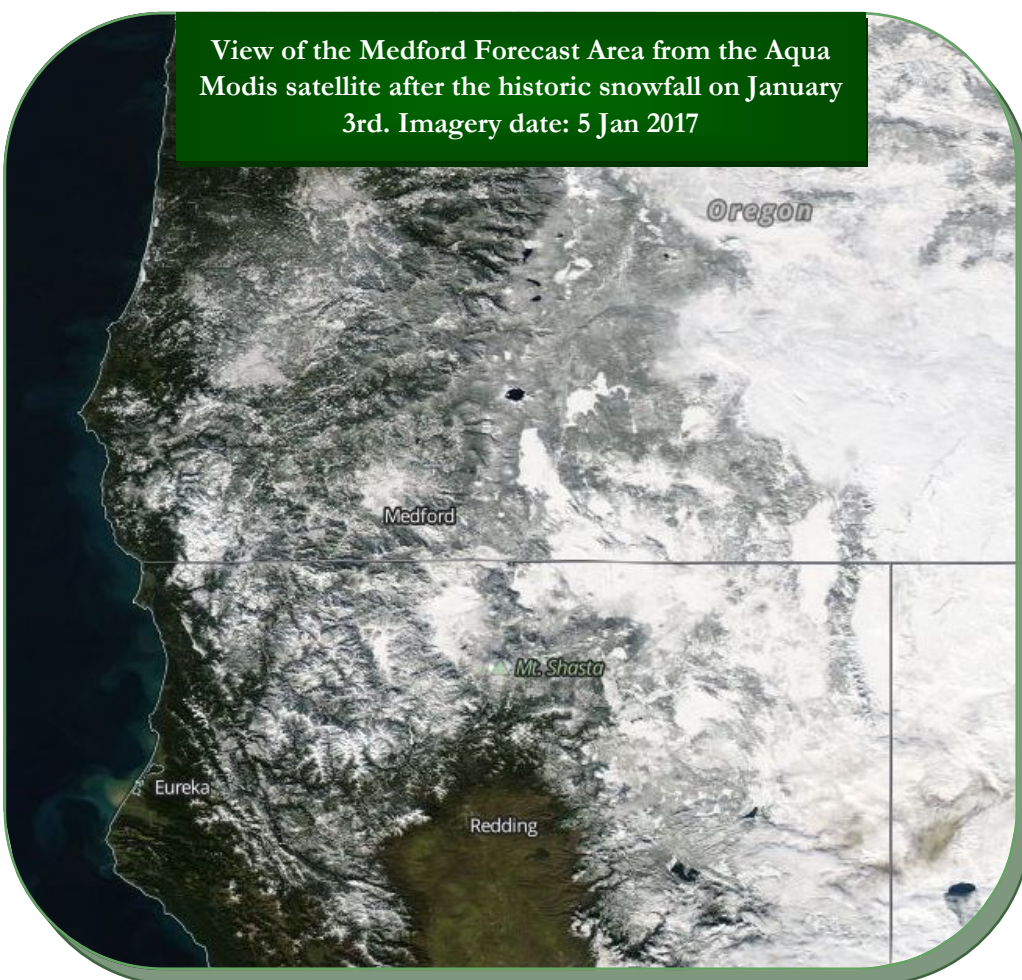 View of the Medford Forecast Area from the Aqua
Modis satellite after the historic snowfall on January
3rd. Imagery date: 5 Jan 2017
Oregon
Medford
Mt. Shasta
Eureka
Redding